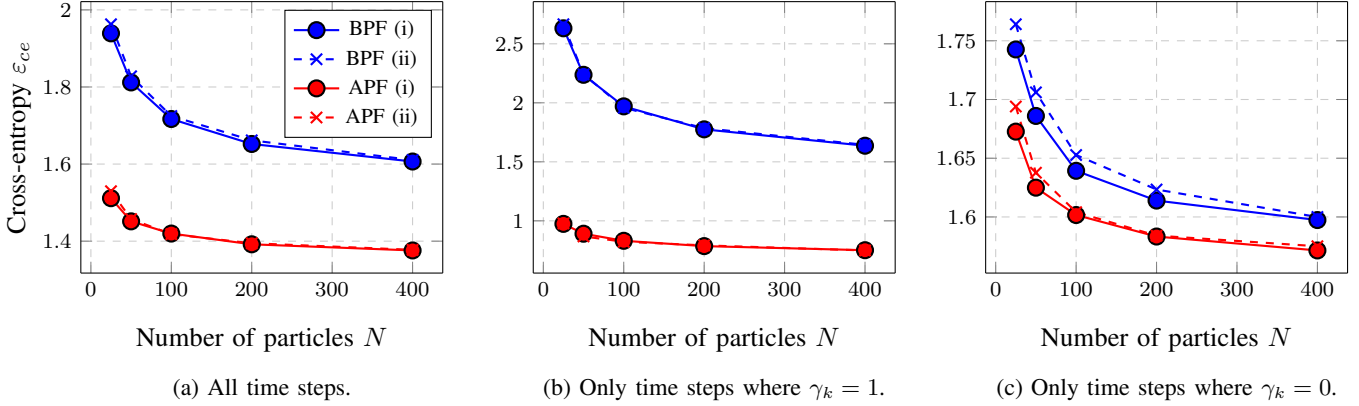 2
1.8
1.6
1.4
0
100
200
300
400
Cross-entropy εce
Number of particles N
BPF (i)
BPF (ii)
APF (i)
APF (ii)
(a) All time steps.
2.5
2
1.5
1
0
100
200
300
400
Number of particles N
(b) Only time steps where γk = 1.
1.75
1.7
1.65
1.6
0
100
200
300
400
Number of particles N
(c) Only time steps where γk = 0.